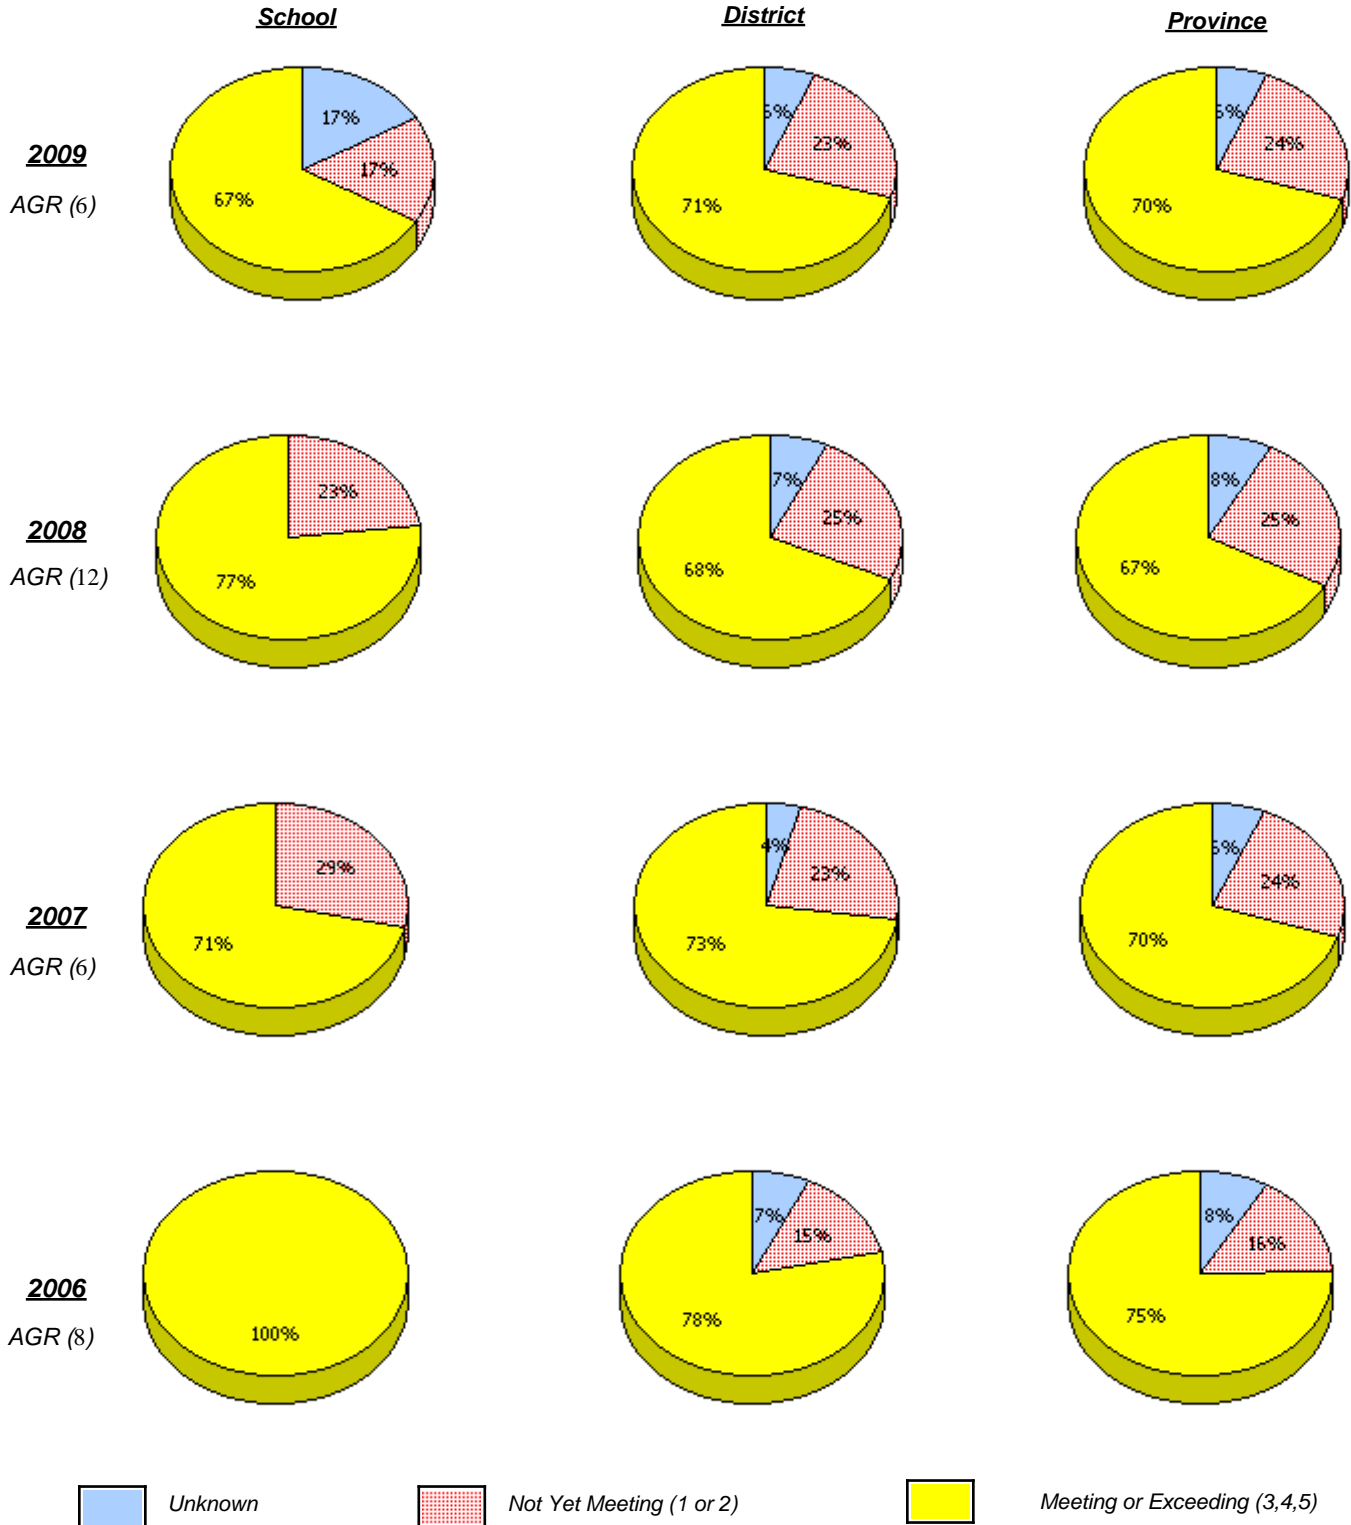 School District Province
17% 6% 6%
2009 17% 23% 24%
AGR (6) 67% 71% 70%
23% 7% 8%
2008 25% 25%
AGR (12) 77% 68% 67%
29% 4% 6%
2007 23% 24%
AGR (6) 71% 73% 70%
7% 8%
2006 15% 16%
AGR (8) 100% 78% 75%
Unknown Not Yet Meeting (1 or 2) Meeting or Exceeding (3,4,5)